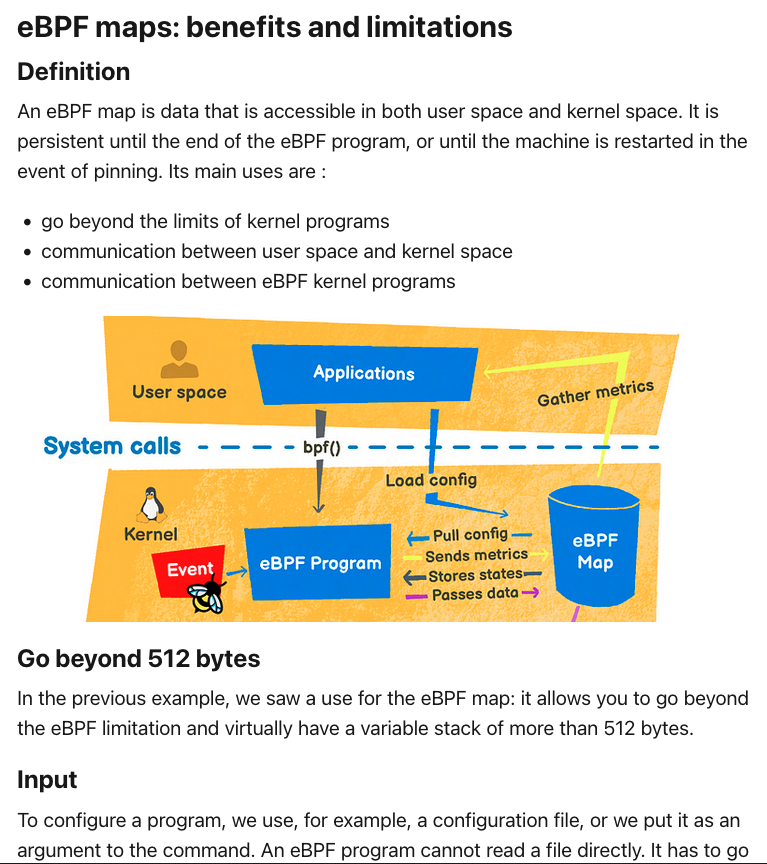 eBPF maps: benefits and limitations
Definition
An eBPF map is data that is accessible in both user space and kernel space. It is
persistent until the end of the eBPF program, or until the machine is restarted in the
event of pinning. Its main uses are :
• go beyond the limits of kernel programs
• communication between user space and kernel space
• communication between eBPF kernel programs
Applications
User space
Gather metrics
System calls
bpf()
Load config
Kernel
Event
eBPF Program
Pull config
Sends metrics
Stores states
Passes data
eBPF
Map
Go beyond 512 bytes
In the previous example, we saw a use for the eBPF map: it allows you to go beyond
the eBPF limitation and virtually have a variable stack of more than 512 bytes.
Input
To configure a program, we use, for example, a configuration file, or we put it as an
argument to the command. An eBPF program cannot read a file directly. It has to go